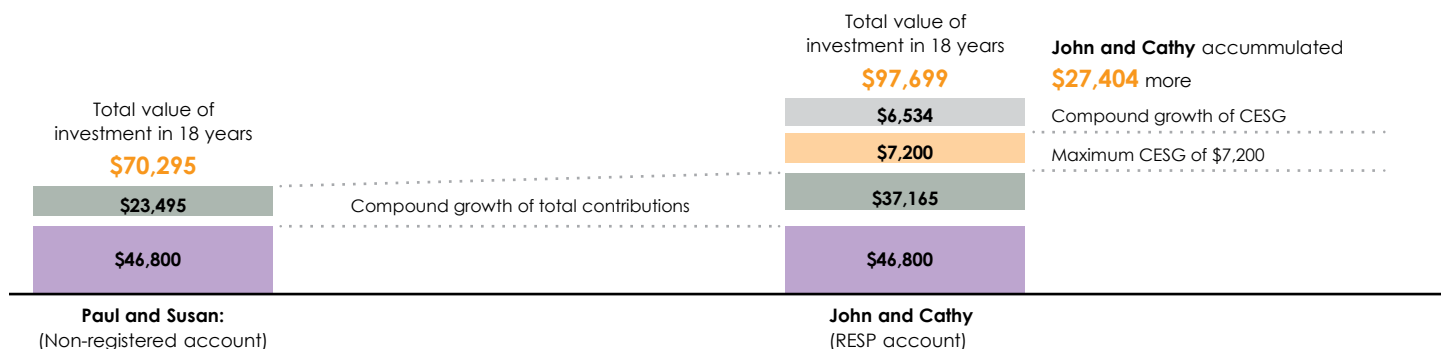 Total value of
investment in 18 years
$70,295
$23,495
$46,800
Paul and Susan:
(Non-registered account)
Compound growth of total contributions
Total value of
investment in 18 years
$97,699
$6,534
$7,200
$37,165
$46,800
John and Cathy
(RESP account)
John and Cathy accummulated
$27,404 more
Compound growth of CESG
Maximum CESG of $7,200